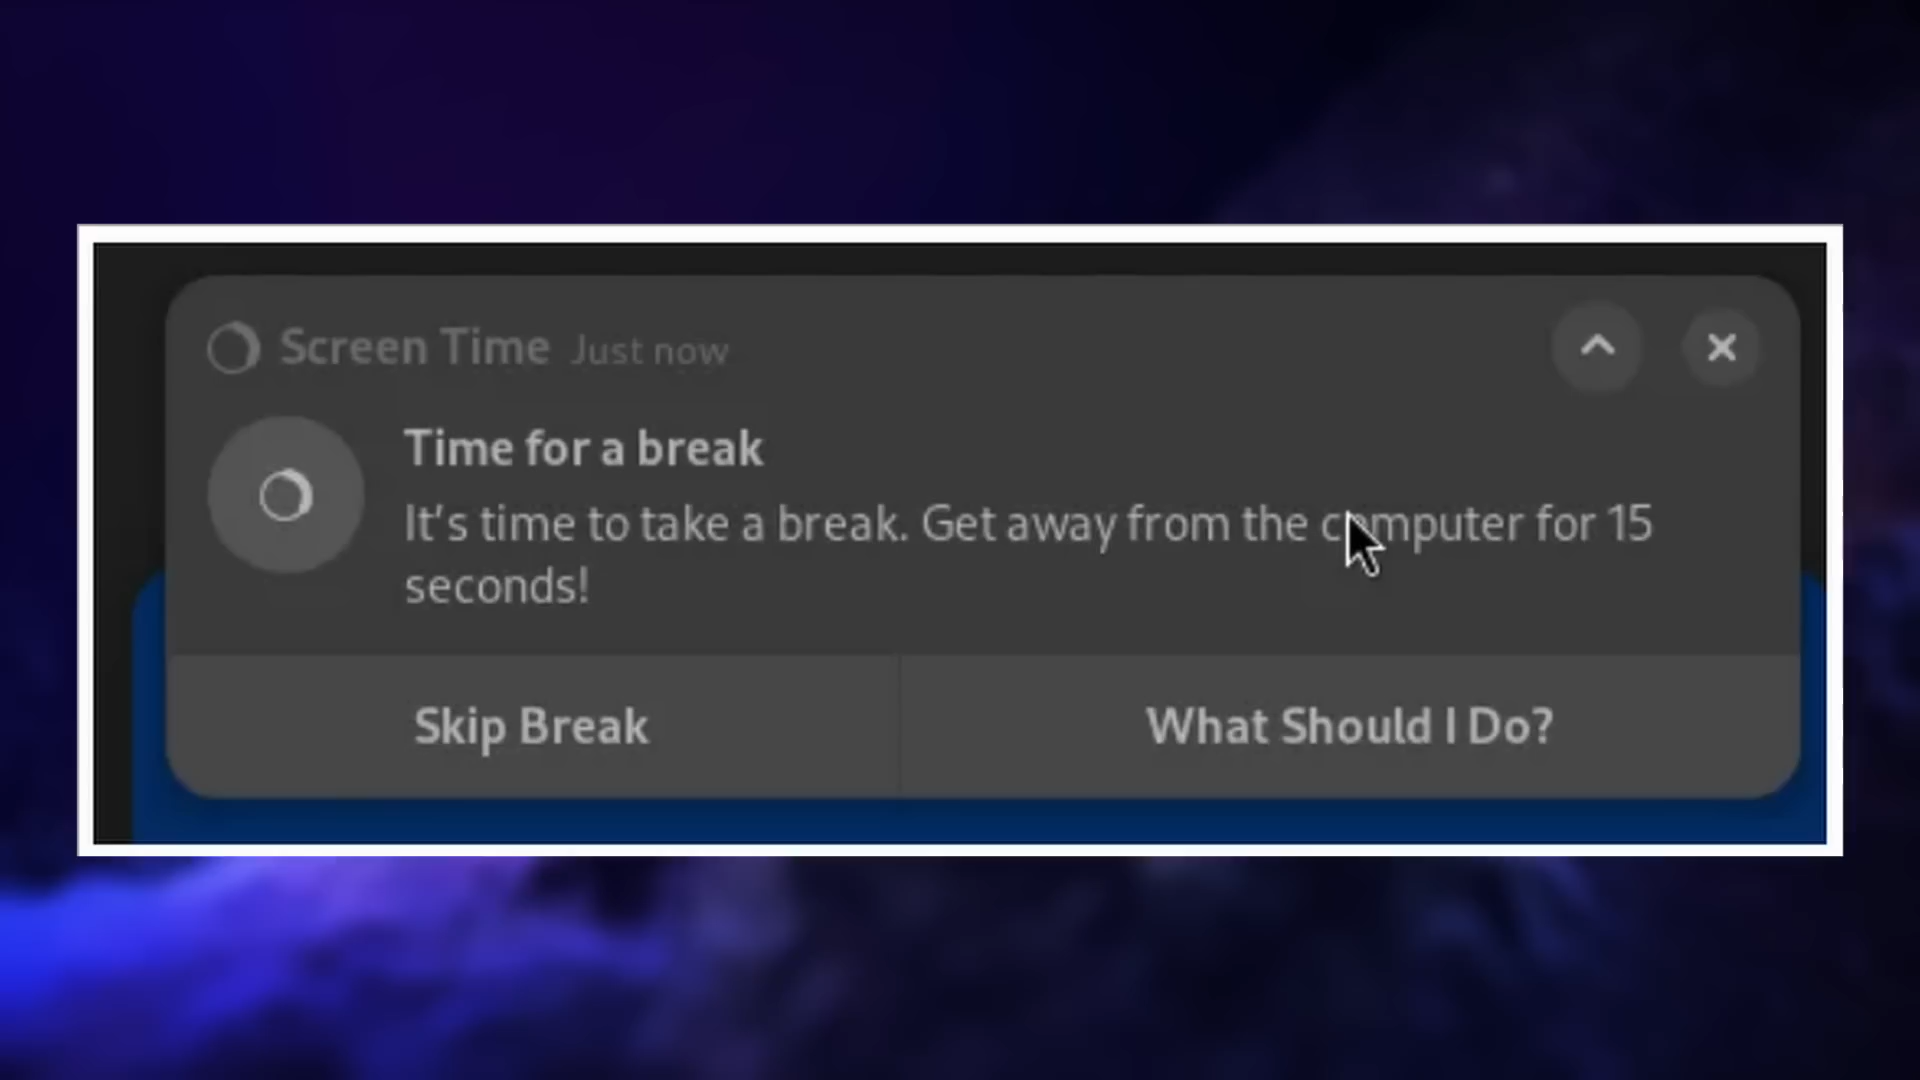 Screen Time Just now
Time for a break
It's time to take a break. Get away from the computer for 15
seconds!
Skip Break
What Should I Do?